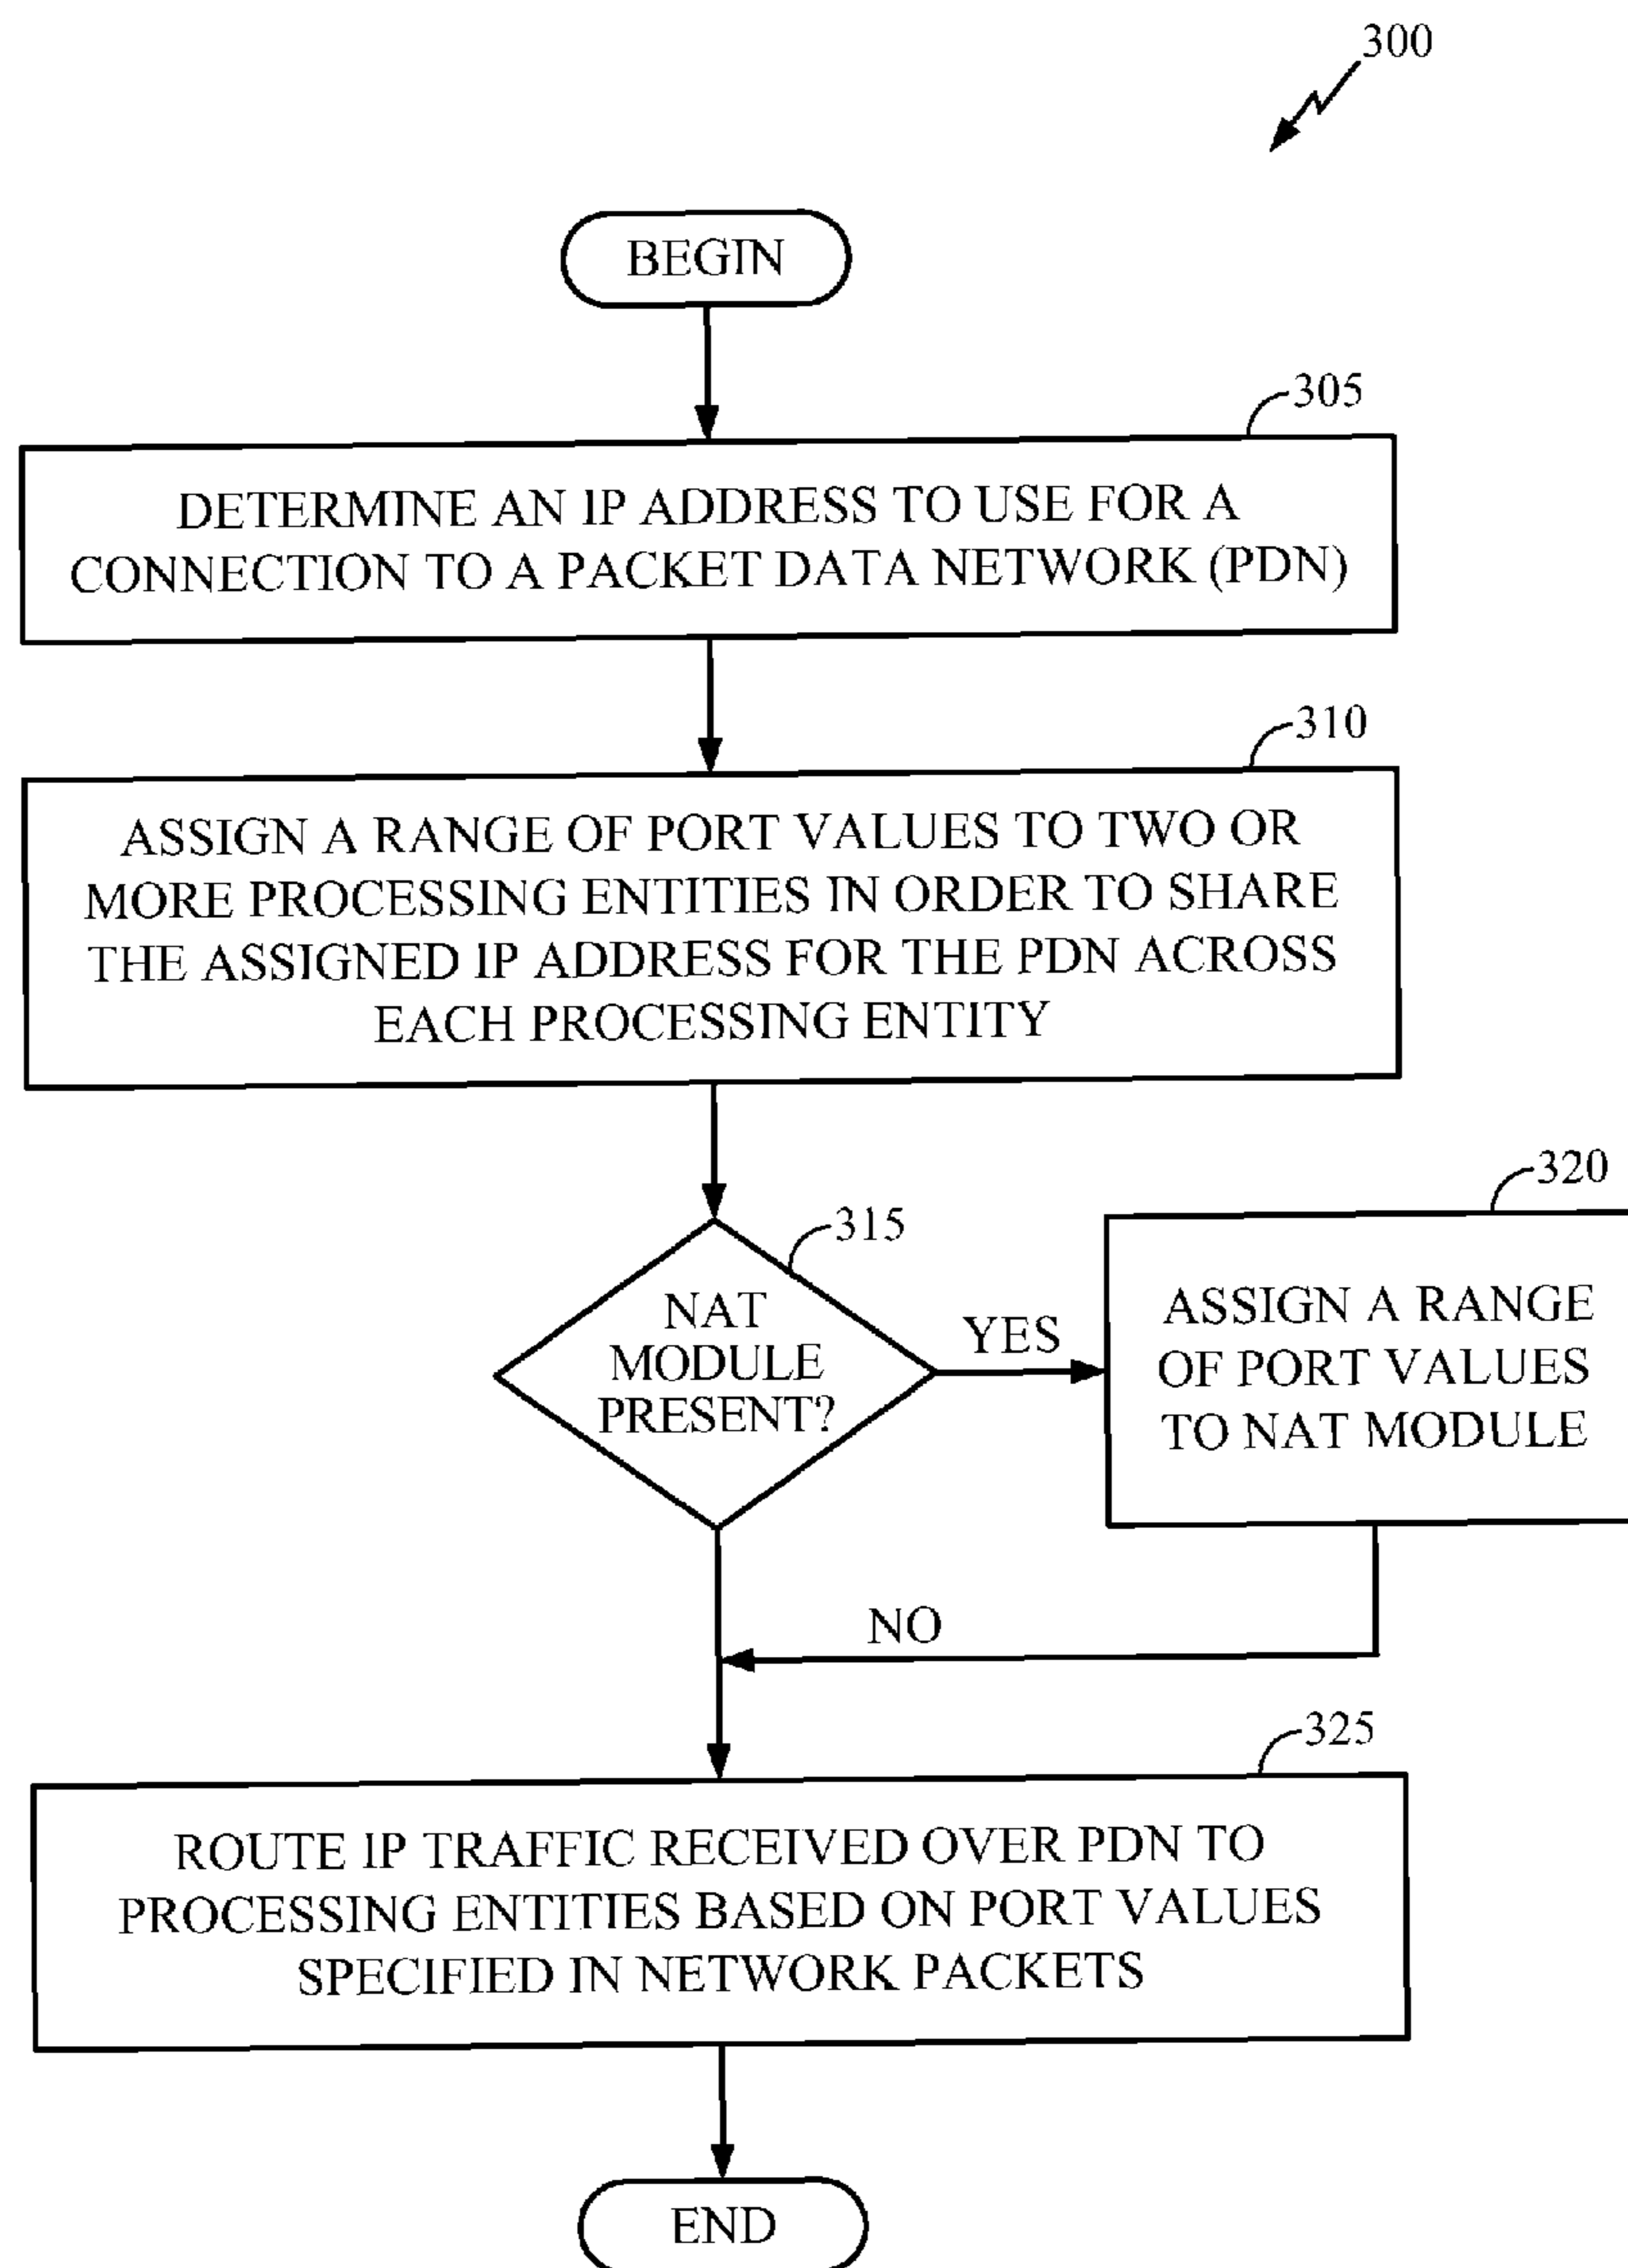 300
BEGIN
305
DETERMINE AN IP ADDRESS TO USE FOR A
CONNECTION TO A PACKET DATA NETWORK (PDN)
310
ASSIGN A RANGE OF PORT VALUES TO TWO OR
MORE PROCESSING ENTITIES IN ORDER TO SHARE
THE ASSIGNED IP ADDRESS FOR THE PDN ACROSS
EACH PROCESSING ENTITY
315
NAT
MODULE
PRESENT?
YES
320
ASSIGN A RANGE
OF PORT VALUES
TO NAT MODULE
NO
325
ROUTE IP TRAFFIC RECEIVED OVER PDN TO
PROCESSING ENTITIES BASED ON PORT VALUES
SPECIFIED IN NETWORK PACKETS
END